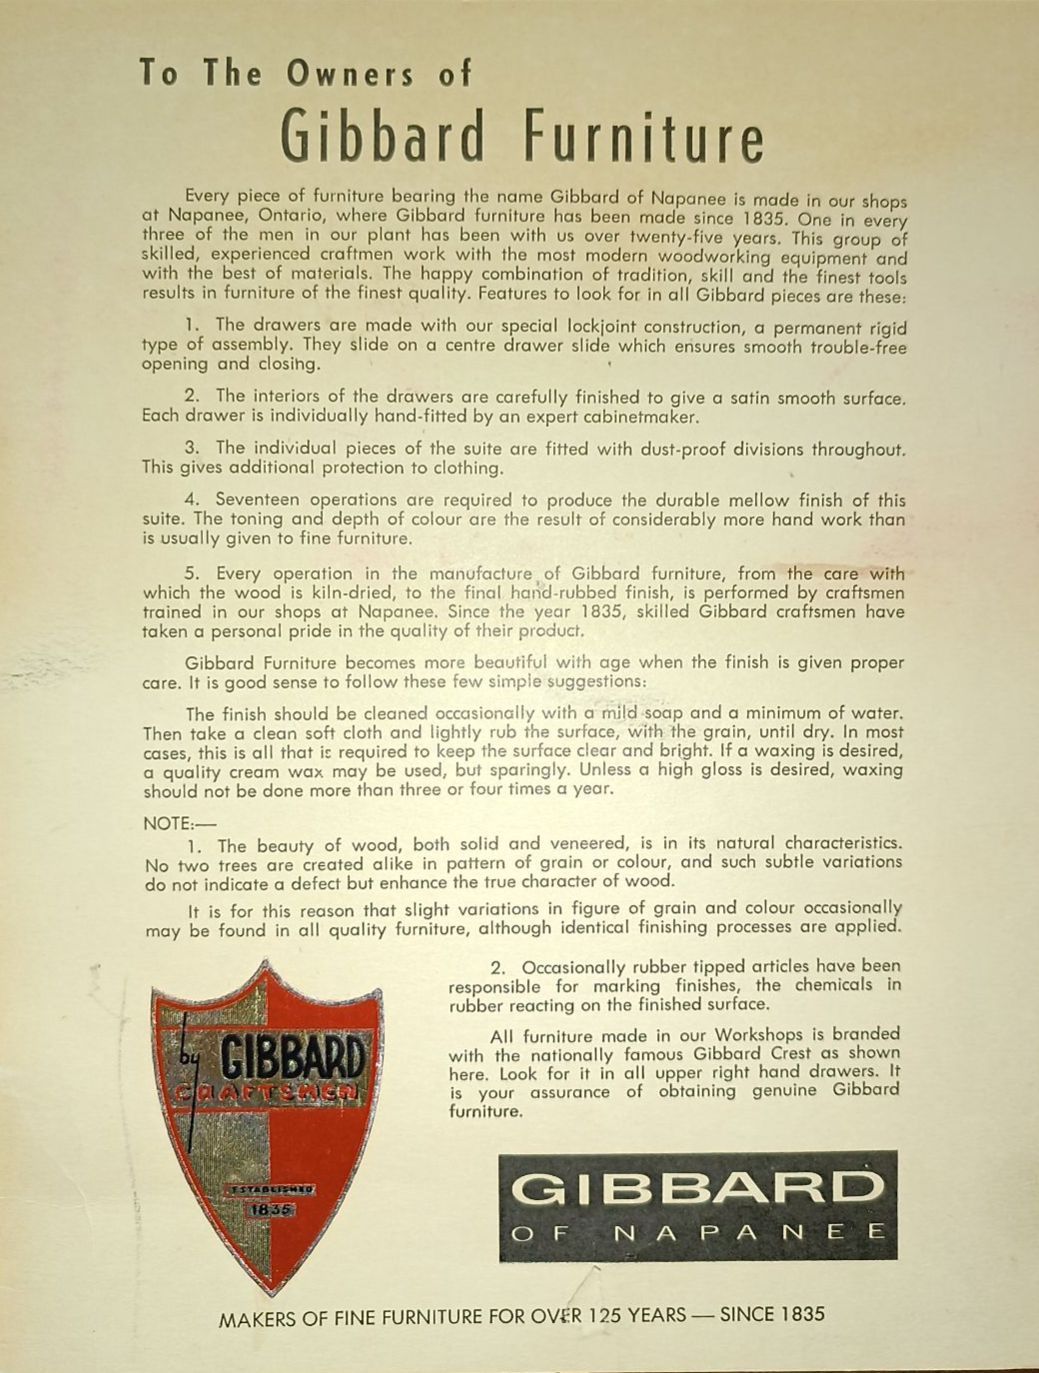 To The Owners of
Gibbard Furniture
Every piece of furniture bearing the name Gibbard of Napanee is made in our shops
at Napanee, Ontario, where Gibbard furniture has been made since 1835. One in every
three of the men in our plant has been with us over twenty-five years. This group of
skilled, experienced craftmen work with the most modern woodworking equipment and
with the best of materials. The happy combination of tradition, skill and the finest tools
results in furniture of the finest quality. Features to look for in all Gibbard pieces are these:
1. The drawers are made with our special lockjoint construction, a permanent rigid
type of assembly. They slide on a centre drawer slide which ensures smooth trouble-free
opening and closing.
2. The interiors of the drawers are carefully finished to give a satin smooth surface.
Each drawer is individually hand-fitted by an expert cabinetmaker.
3. The individual pieces of the suite are fitted with dust-proof divisions throughout.
This gives additional protection to clothing.
4. Seventeen operations are required to produce the durable mellow finish of this
suite. The toning and depth of colour are the result of considerably more hand work than
is usually given to fine furniture.
5. Every operation in the manufacture of Gibbard furniture, from the care with
which the wood is kiln-dried, to the final hand-rubbed finish, is performed by craftsmen
trained in our shops at Napanee. Since the year 1835, skilled Gibbard craftsmen have
taken a personal pride in the quality of their product.
Gibbard Furniture becomes more beautiful with age when the finish is given proper
care. It is good sense to follow these few simple suggestions:
The finish should be cleaned occasionally with a mild soap and a minimum of water.
Then take a clean soft cloth and lightly rub the surface, with the grain, until dry. In most
cases, this is all that is required to keep the surface clear and bright. If a waxing is desired,
a quality cream wax may be used, but sparingly. Unless a high gloss is desired, waxing
should not be done more than three or four times a year.
NOTE:—
1. The beauty of wood, both solid and veneered, is in its natural characteristics.
No two trees are created alike in pattern of grain or colour, and such subtle variations
do not indicate a defect but enhance the true character of wood.
It is for this reason that slight variations in figure of grain and colour occasionally
may be found in all quality furniture, although identical finishing processes are applied.
2. Occasionally rubber tipped articles have been
responsible for marking finishes, the chemicals in
rubber reacting on the finished surface.
All furniture made in our Workshops is branded
with the nationally famous Gibbard Crest as shown
here. Look for it in all upper right hand drawers. It
is your assurance of obtaining genuine Gibbard
furniture.
by GIBBARD
CRAFTSMEN
ESTABLISHED
1835
GIBBARD
OF NAPANEE
MAKERS OF FINE FURNITURE FOR OVER 125 YEARS — SINCE 1835